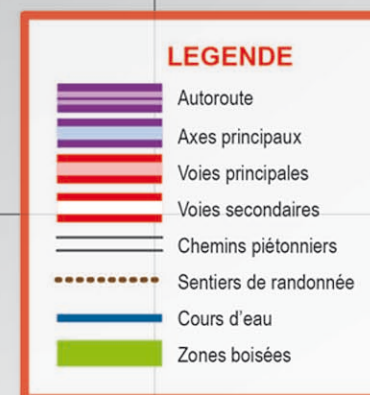 LEGENDE
Autoroute
Axes principaux
Voies principales
Voies secondaires
Chemins piétonniers
Sentiers de randonnée
Cours d'eau
Zones boisées